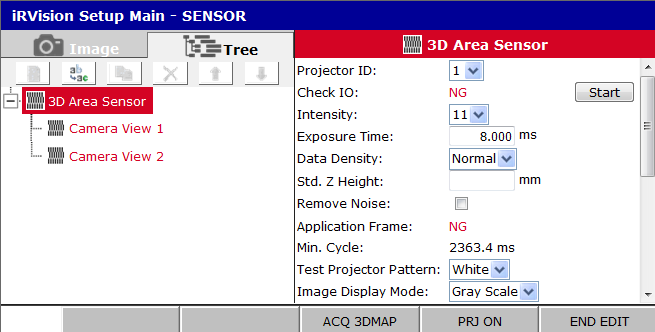 iRVision Setup Main - SENSOR
Image
Tree
3D Area Sensor
ab
3c
3D Area Sensor
Camera View 1
Camera View 2
Projector ID: 1
Check IO: NG Start
Intensity: 11
Exposure Time: 8.000 ms
Data Density: Normal
Std. Z Height: mm
Remove Noise:
Application Frame: NG
Min. Cycle: 2363.4 ms
Test Projector Pattern: White
Image Display Mode: Gray Scale
ACQ 3DMAP PRJ ON END EDIT